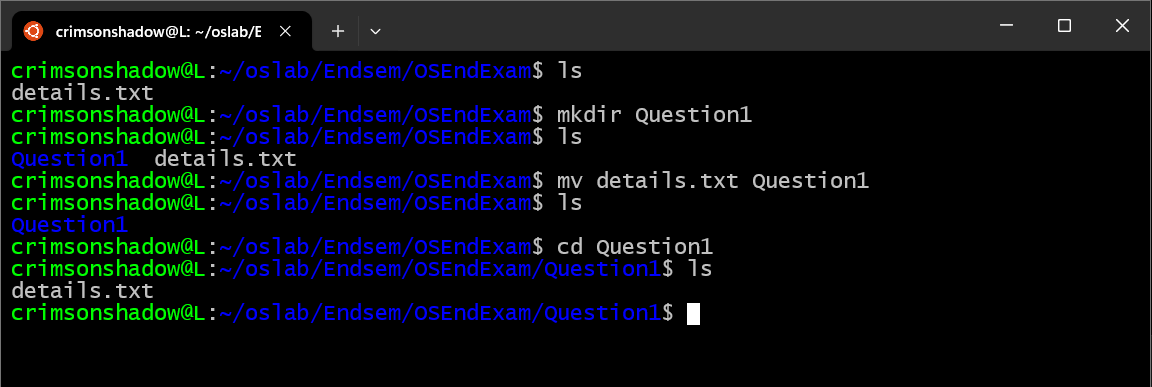 crimsonshadow@L: ~/oslab/E
crimsonshadow@L:~/oslab/Endsem/OSEndExam$ ls
details.txt
crimsonshadow@L:~/oslab/Endsem/OSEndExam$ mkdir Question1
crimsonshadow@L:~/oslab/Endsem/OSEndExam$ ls
Question1  details.txt
crimsonshadow@L:~/oslab/Endsem/OSEndExam$ mv details.txt Question1
crimsonshadow@L:~/oslab/Endsem/OSEndExam$ ls
Question1
crimsonshadow@L:~/oslab/Endsem/OSEndExam$ cd Question1
crimsonshadow@L:~/oslab/Endsem/OSEndExam/Question1$ ls
details.txt
crimsonshadow@L:~/oslab/Endsem/OSEndExam/Question1$